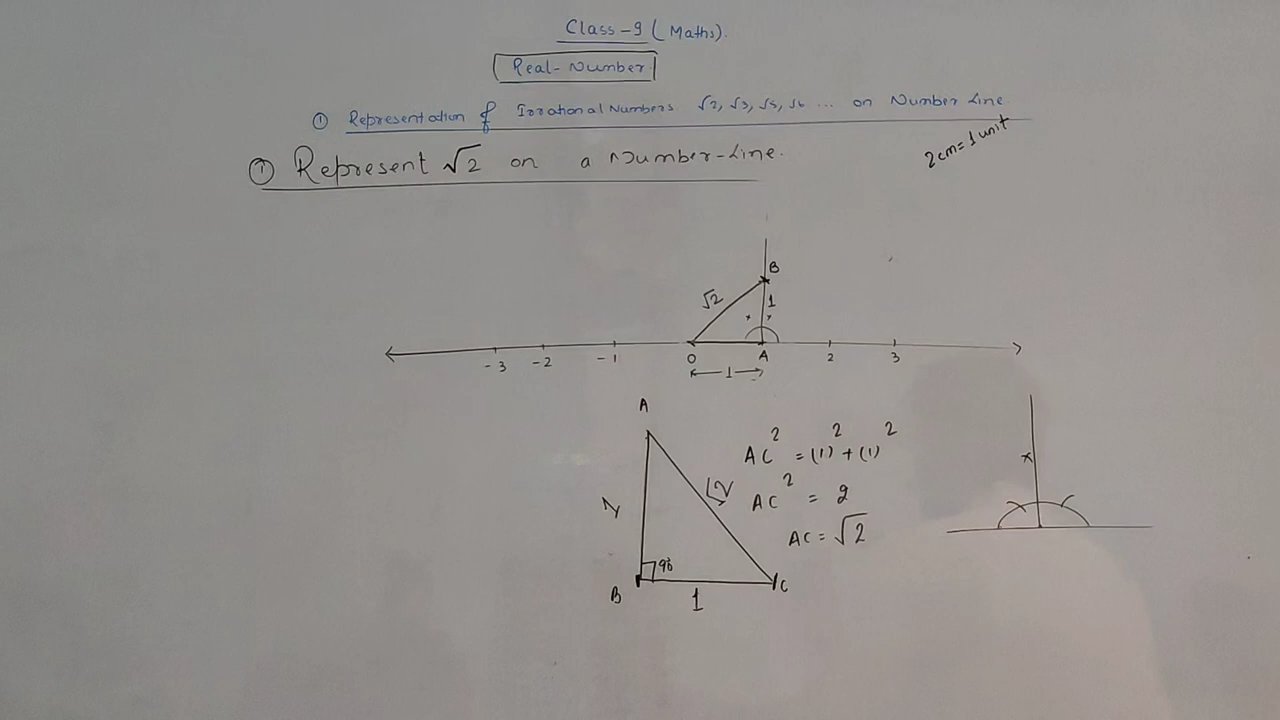 Class-9 (Maths).
Real-Number
① Representation of Irrational Numbers √2, √3, √5, √6 ... on Number Line
① Represent √2 on a Number-Line.
2cm=1 unit
B
√2
1
-3 -2 -1 0 A 2 3
1
A
AC² = (1)² + (1)²
√2
AC² = 2
1
AC = √2
90°
B
C
1